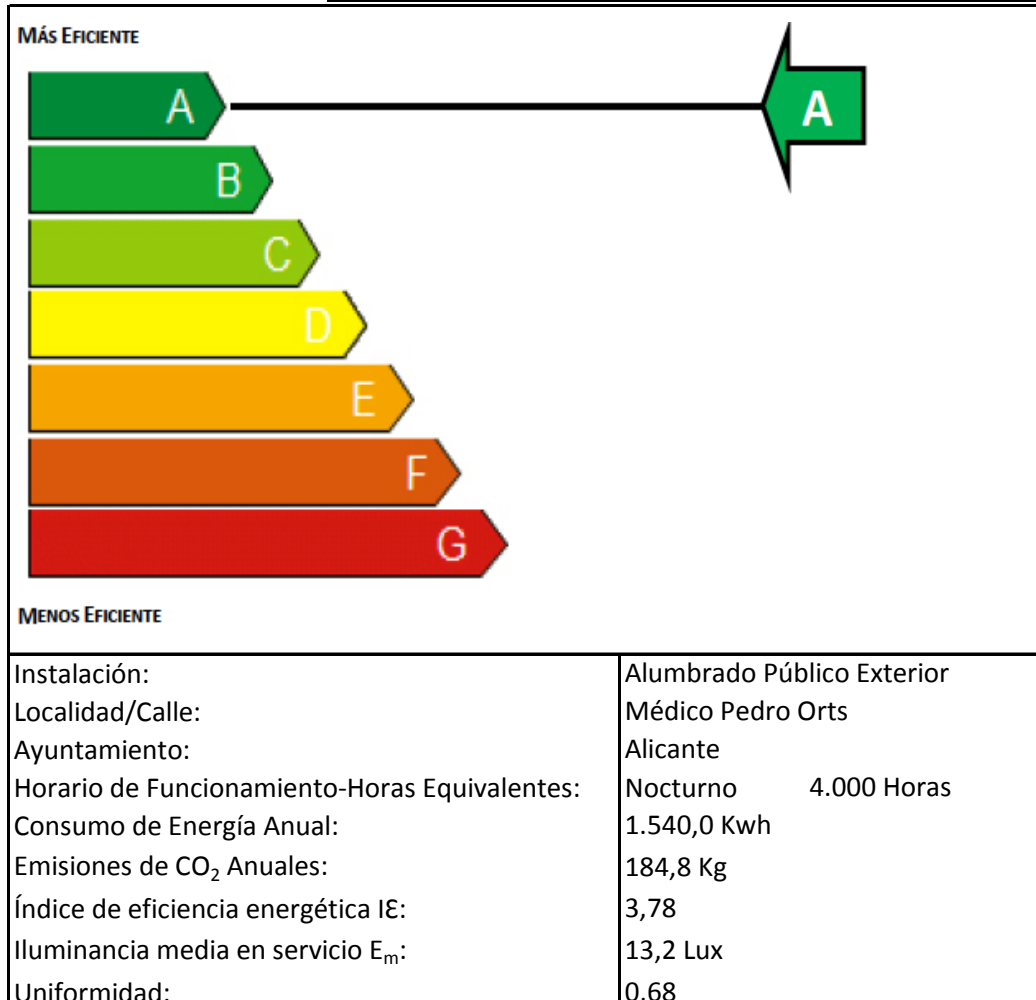 MÁS EFICIENTE
A
A
B
C
D
E
F
G
MENOS EFICIENTE
Instalación: Alumbrado Público Exterior
Localidad/Calle: Médico Pedro Orts
Ayuntamiento: Alicante
Horario de Funcionamiento-Horas Equivalentes: Nocturno 4.000 Horas
Consumo de Energía Anual: 1.540,0 Kwh
Emisiones de CO₂ Anuales: 184,8 Kg
Índice de eficiencia energética IƐ: 3,78
Iluminancia media en servicio Eₘ: 13,2 Lux
Uniformidad: 0,68